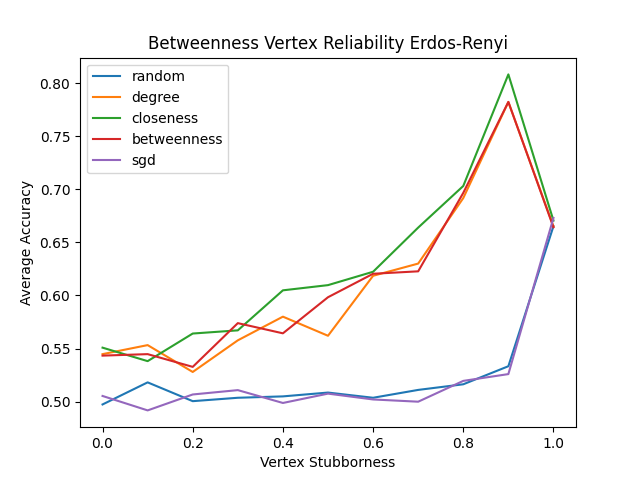 Betweenness Vertex Reliability Erdos-Renyi
random
degree
closeness
betweenness
sgd
Average Accuracy
0.80
0.75
0.70
0.65
0.60
0.55
0.50
0.0
0.2
0.4
0.6
0.8
1.0
Vertex Stubborness